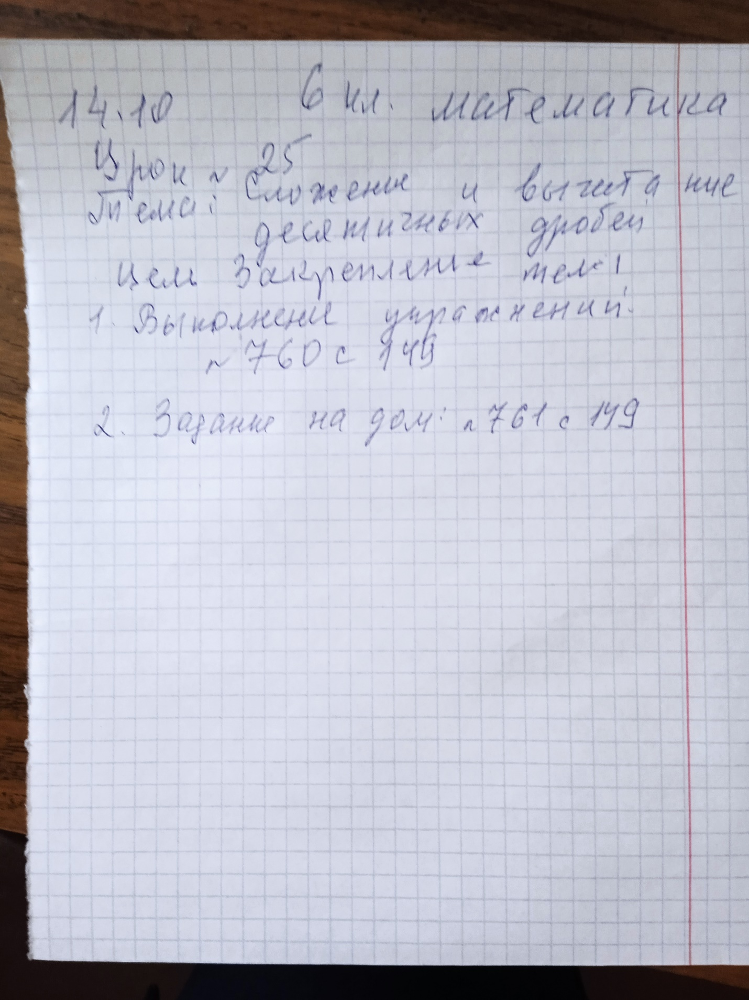 14.10 6 кл. математика
Урок № 25
Тема: Сложение и вычитание
десятичных дробей
Цель Закрепление темы
1. Выполнение упражнений.
№ 760 с 149
2. Задание на дом: № 761 с 149